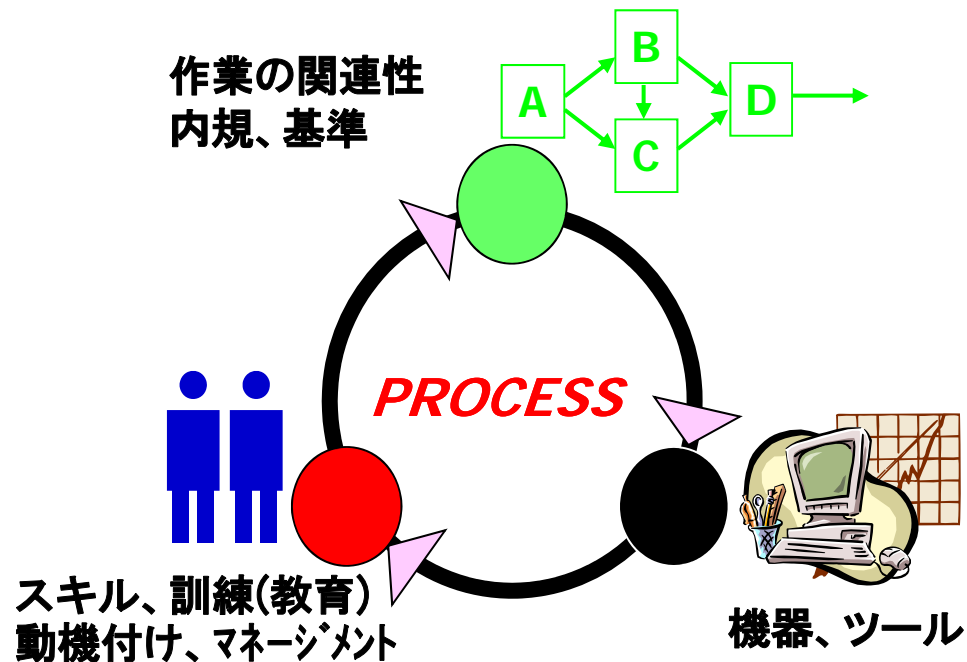 作業の関連性
内規、基準
A
B
C
D
PROCESS
スキル、訓練(教育)
動機付け、マネージメント
機器、ツール